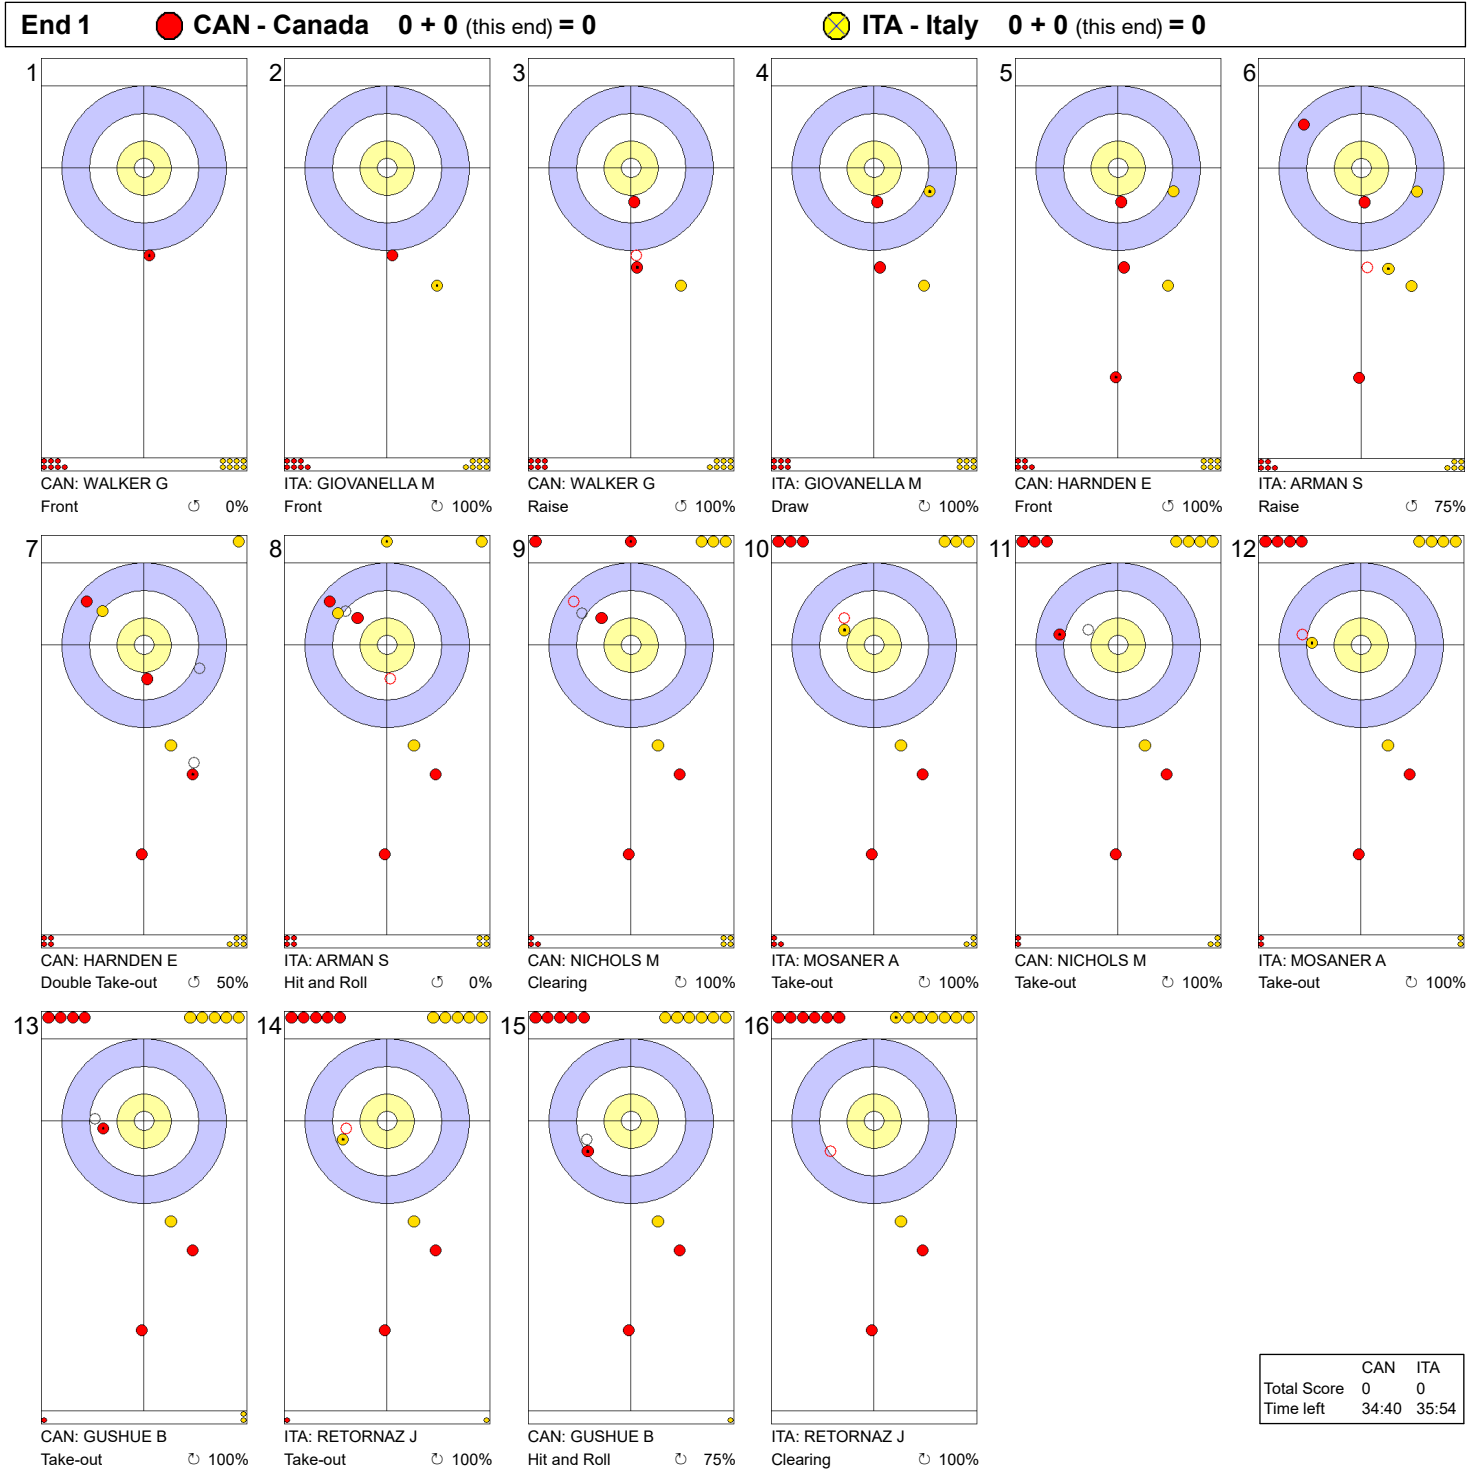 End 1 CAN - Canada 0 + 0 (this end) = 0 ITA - Italy 0 + 0 (this end) = 0
1 2 3 4 5 6
CAN: WALKER G ITA: GIOVANELLA M CAN: WALKER G ITA: GIOVANELLA M CAN: HARNDEN E ITA: ARMAN S
Front ↺ 0% Front ↻ 100% Raise ↺ 100% Draw ↻ 100% Front ↺ 100% Raise ↺ 75%
7 8 9 10 11 12
CAN: HARNDEN E ITA: ARMAN S CAN: NICHOLS M ITA: MOSANER A CAN: NICHOLS M ITA: MOSANER A
Double Take-out ↺ 50% Hit and Roll ↺ 0% Clearing ↻ 100% Take-out ↻ 100% Take-out ↻ 100% Take-out ↻ 100%
13 14 15 16
CAN: GUSHUE B ITA: RETORNAZ J CAN: GUSHUE B ITA: RETORNAZ J
Take-out ↻ 100% Take-out ↻ 100% Hit and Roll ↻ 75% Clearing ↻ 100%
CAN ITA
Total Score 0 0
Time left 34:40 35:54